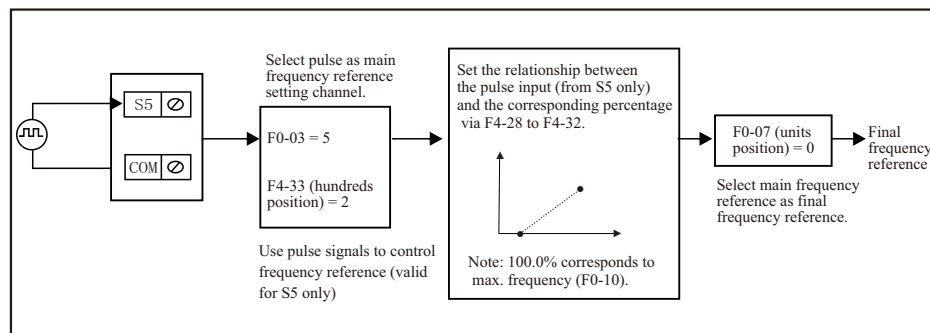 S5
COM
Select pulse as main
frequency reference
setting channel.
F0-03 = 5
F4-33 (hundreds
position) = 2
Use pulse signals to control
frequency reference (valid
for S5 only)
Set the relationship between
the pulse input (from S5 only)
and the corresponding percentage
via F4-28 to F4-32.
Note: 100.0% corresponds to
max. frequency (F0-10).
F0-07 (units
position) = 0
Select main frequency
reference as final
frequency reference.
Final
frequency
reference